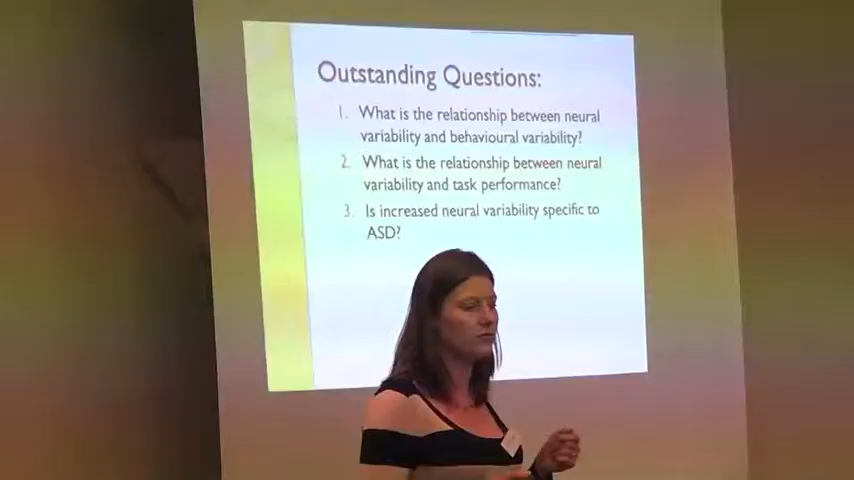 Outstanding Questions:
1. What is the relationship between neural
variability and behavioural variability?
2. What is the relationship between neural
variability and task performance?
3. Is increased neural variability specific to
ASD?